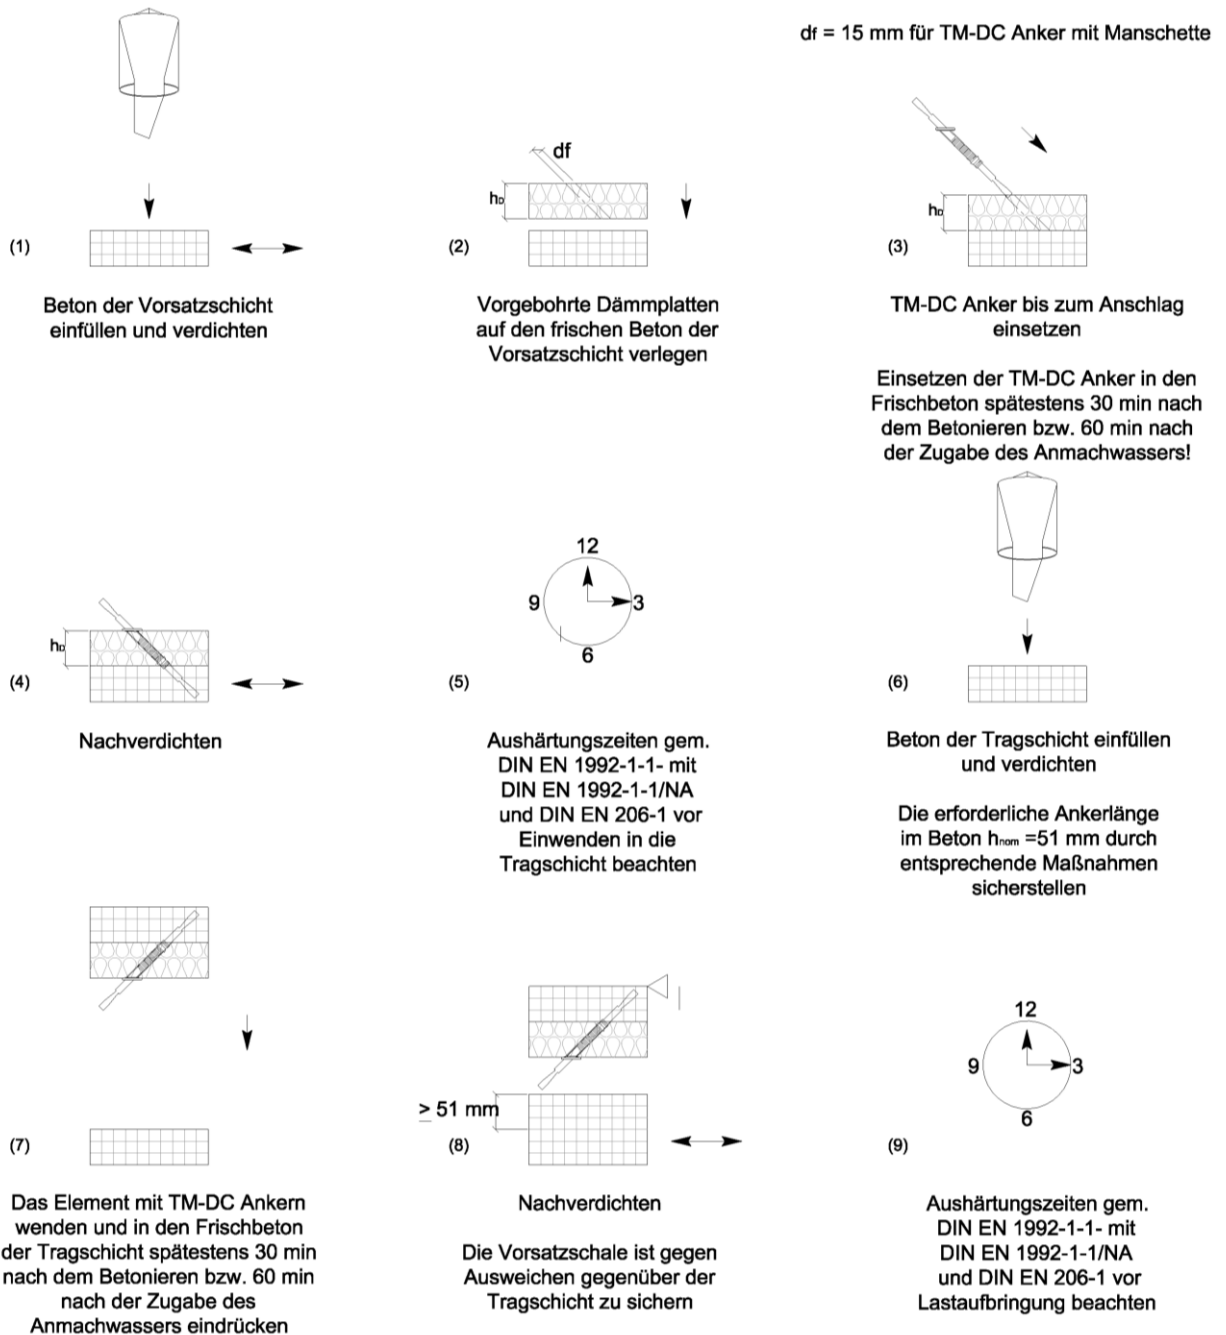 df = 15 mm für TM-DC Anker mit Manschette
(1)
Beton der Vorsatzschicht
einfüllen und verdichten
df
hD
(2)
Vorgebohrte Dämmplatten
auf den frischen Beton der
Vorsatzschicht verlegen
hD
(3)
TM-DC Anker bis zum Anschlag
einsetzen
Einsetzen der TM-DC Anker in den
Frischbeton spätestens 30 min nach
dem Betonieren bzw. 60 min nach
der Zugabe des Anmachwassers!
hD
(4)
Nachverdichten
12
9 3
6
(5)
Aushärtungszeiten gem.
DIN EN 1992-1-1- mit
DIN EN 1992-1-1/NA
und DIN EN 206-1 vor
Einwenden in die
Tragschicht beachten
(6)
Beton der Tragschicht einfüllen
und verdichten
Die erforderliche Ankerlänge
im Beton hnom =51 mm durch
entsprechende Maßnahmen
sicherstellen
(7)
Das Element mit TM-DC Ankern
wenden und in den Frischbeton
der Tragschicht spätestens 30 min
nach dem Betonieren bzw. 60 min
nach der Zugabe des
Anmachwassers eindrücken
≥ 51 mm
(8)
Nachverdichten
Die Vorsatzschale ist gegen
Ausweichen gegenüber der
Tragschicht zu sichern
12
9 3
6
(9)
Aushärtungszeiten gem.
DIN EN 1992-1-1- mit
DIN EN 1992-1-1/NA
und DIN EN 206-1 vor
Lastaufbringung beachten